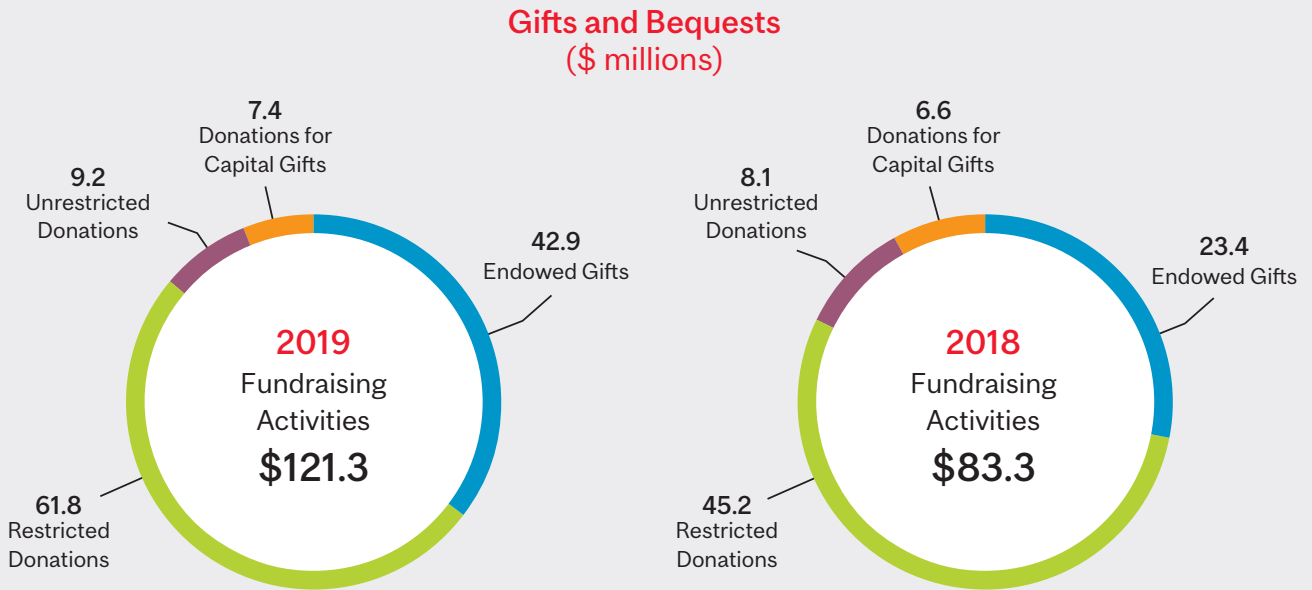 Gifts and Bequests
($ millions)
7.4
Donations for
Capital Gifts
9.2
Unrestricted
Donations
42.9
Endowed Gifts
2019
Fundraising
Activities
$121.3
61.8
Restricted
Donations
6.6
Donations for
Capital Gifts
8.1
Unrestricted
Donations
23.4
Endowed Gifts
2018
Fundraising
Activities
$83.3
45.2
Restricted
Donations